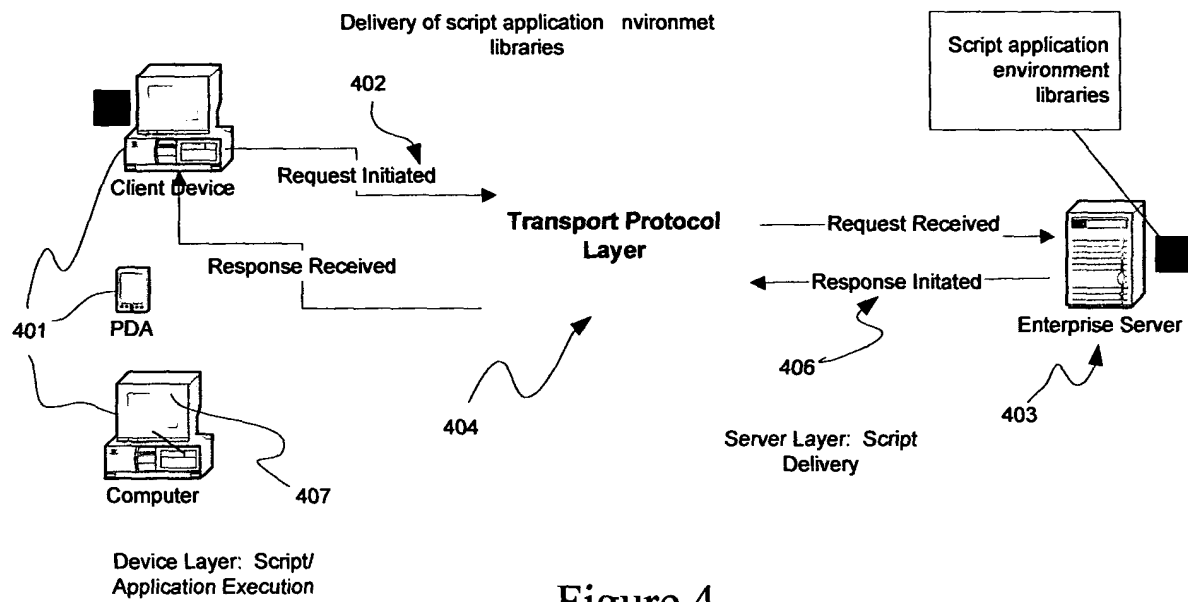 Delivery of script application nvironmet
libraries
Script application
environment
libraries
402
Client Device
Request Initiated
Transport Protocol
Layer
Request Received
Response Received
Response Initated
401
PDA
Enterprise Server
406
404
403
Server Layer: Script
Delivery
Computer
407
Device Layer: Script/
Application Execution
Figure 4